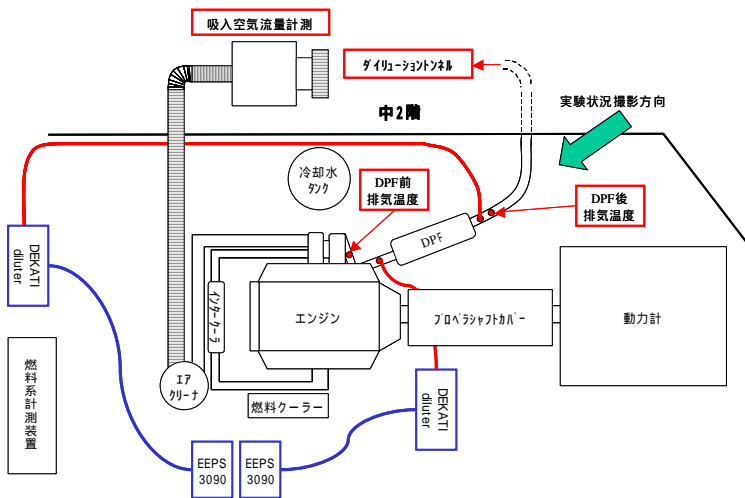 吸入空気流量計測
ダイリューショントンネル
実験状況撮影方向
中2階
冷却水
タンク
DPF前
排気温度
DPF後
排気温度
DPF
DEKATI
diluter
インタークーラ
エンジン
プロペラシャフトカバー
動力計
エア
クリーナ
燃料クーラー
燃料系計測装置
DEKATI
diluter
EEPS
3090
EEPS
3090